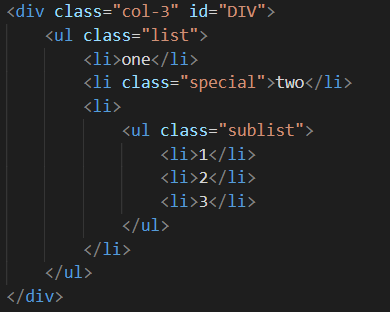 <div class="col-3" id="DIV">
    <ul class="list">
        <li>one</li>
        <li class="special">two</li>
        <li>
            <ul class="sublist">
                <li>1</li>
                <li>2</li>
                <li>3</li>
            </ul>
        </li>
    </ul>
</div>